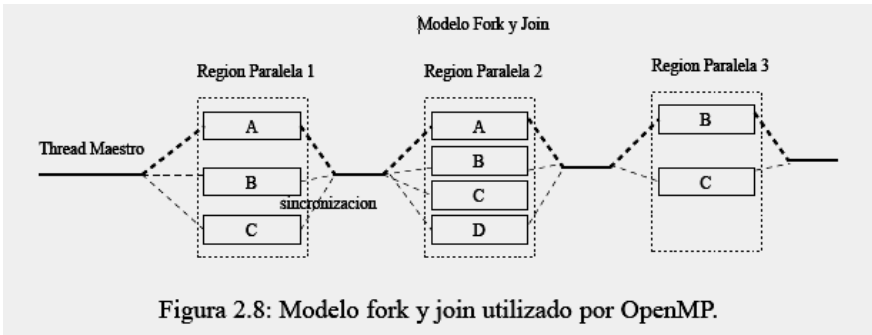 Modelo Fork y Join
Region Paralela 1
Region Paralela 2
Region Paralela 3
Thread Maestro
A
B
C
sincronizacion
A
B
C
D
B
C
Figura 2.8: Modelo fork y join utilizado por OpenMP.